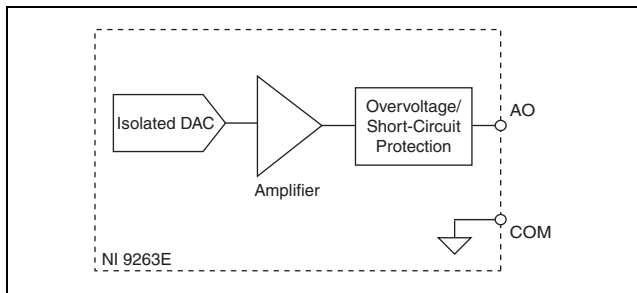 Isolated DAC
Amplifier
Overvoltage/
Short-Circuit
Protection
AO
COM
NI 9263E